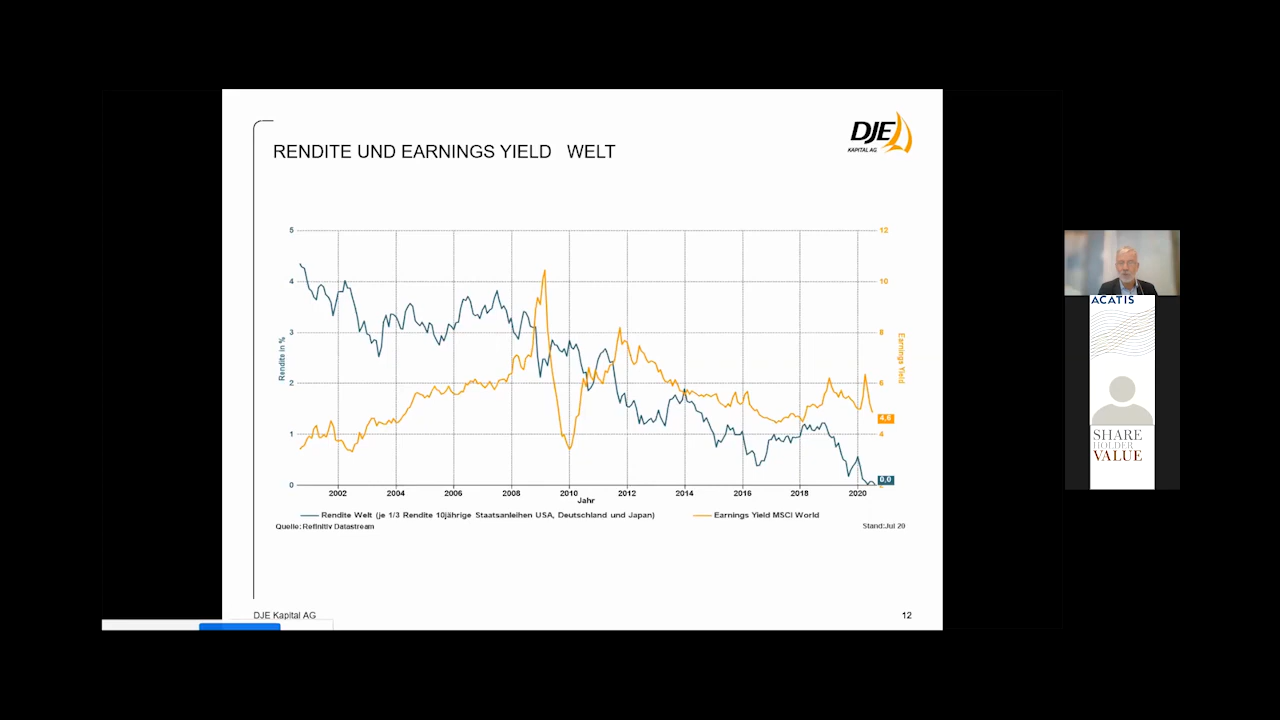 DJE
KAPITAL AG
RENDITE UND EARNINGS YIELD WELT
5
4
3
2
1
0
Rendite in %
12
10
8
6
4
Earnings Yield
4,8
0,0
2002 2004 2006 2008 2010 2012 2014 2016 2018 2020
Jahr
Rendite Welt (je 1/3 Rendite 10jährige Staatsanleihen USA, Deutschland und Japan)
Earnings Yield MSCI World
Quelle: Refinitiv Datastream
Stand:Jul 20
DJE Kapital AG
12
ACATIS
SHARE
HOLDER
VALUE